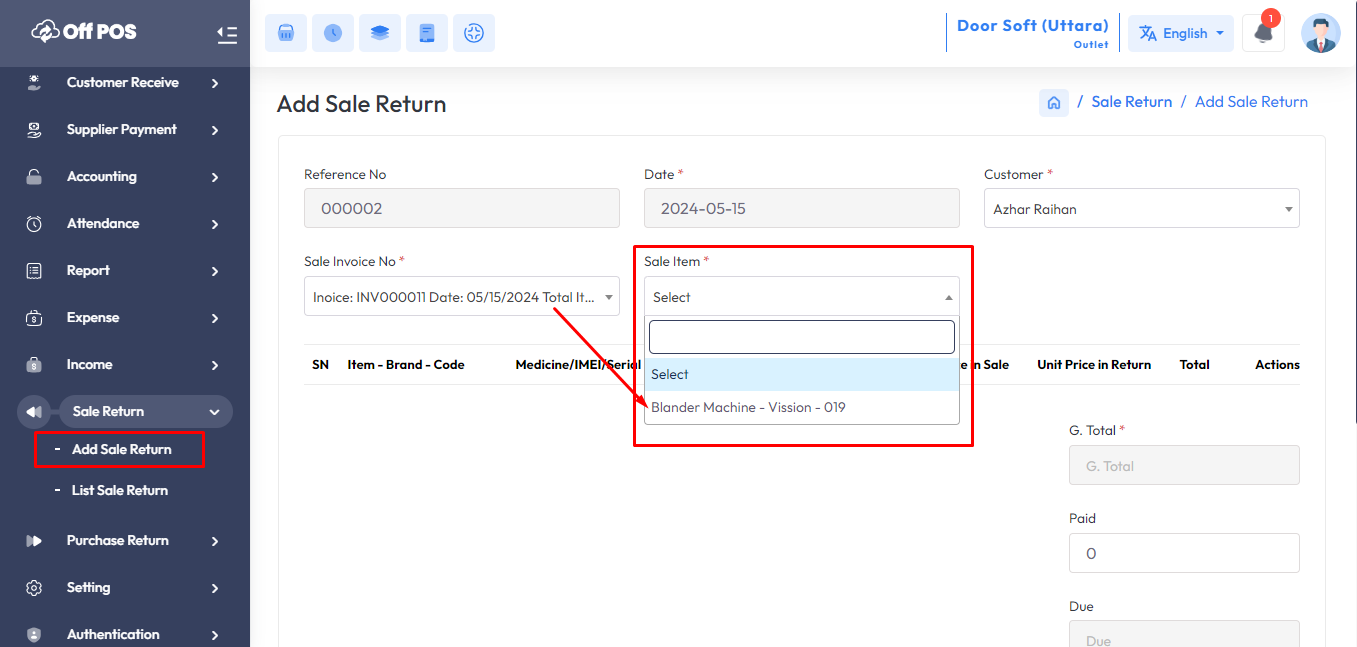 Off POS
Customer Receive
Supplier Payment
Accounting
Attendance
Report
Expense
Income
Sale Return
- Add Sale Return
- List Sale Return
Purchase Return
Setting
Authentication
Door Soft (Uttara)
Outlet
English
1
Add Sale Return
/ Sale Return / Add Sale Return
Reference No
000002
Date *
2024-05-15
Customer *
Azhar Raihan
Sale Invoice No *
Inoice: INV000011 Date: 05/15/2024 Total It...
Sale Item *
Select
Select
Blander Machine - Vission - 019
SN Item - Brand - Code Medicine/IMEI/Serial in Sale Unit Price in Return Total Actions
G. Total *
G. Total
Paid
0
Due
Due